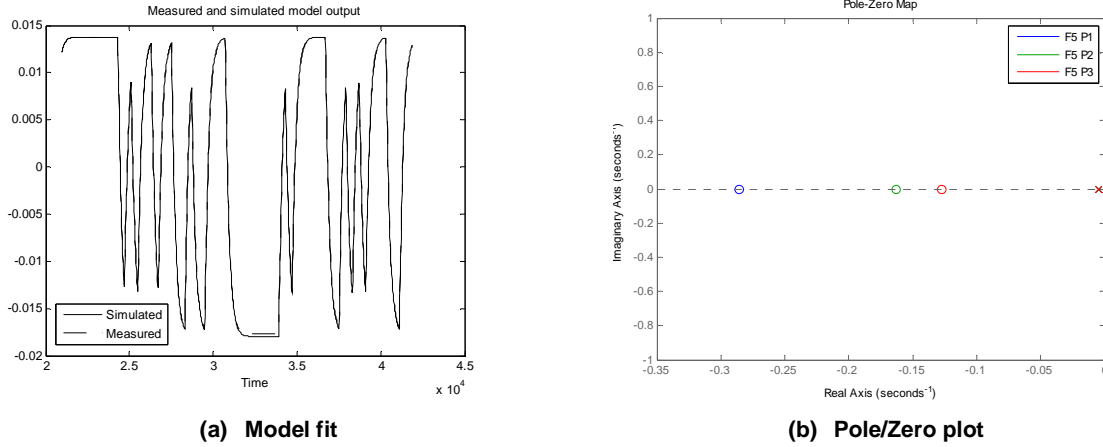 Measured and simulated model output
0.015
0.01
0.005
0
-0.005
-0.01
-0.015
-0.02
Simulated
Measured
2
2.5
3
3.5
4
4.5
Time
x 10⁴
(a) Model fit
Pole-Zero Map
1
0.8
0.6
0.4
0.2
0
-0.2
-0.4
-0.6
-0.8
-1
Imaginary Axis (seconds⁻¹)
F5 P1
F5 P2
F5 P3
-0.35
-0.3
-0.25
-0.2
-0.15
-0.1
-0.05
0
Real Axis (seconds⁻¹)
(b) Pole/Zero plot